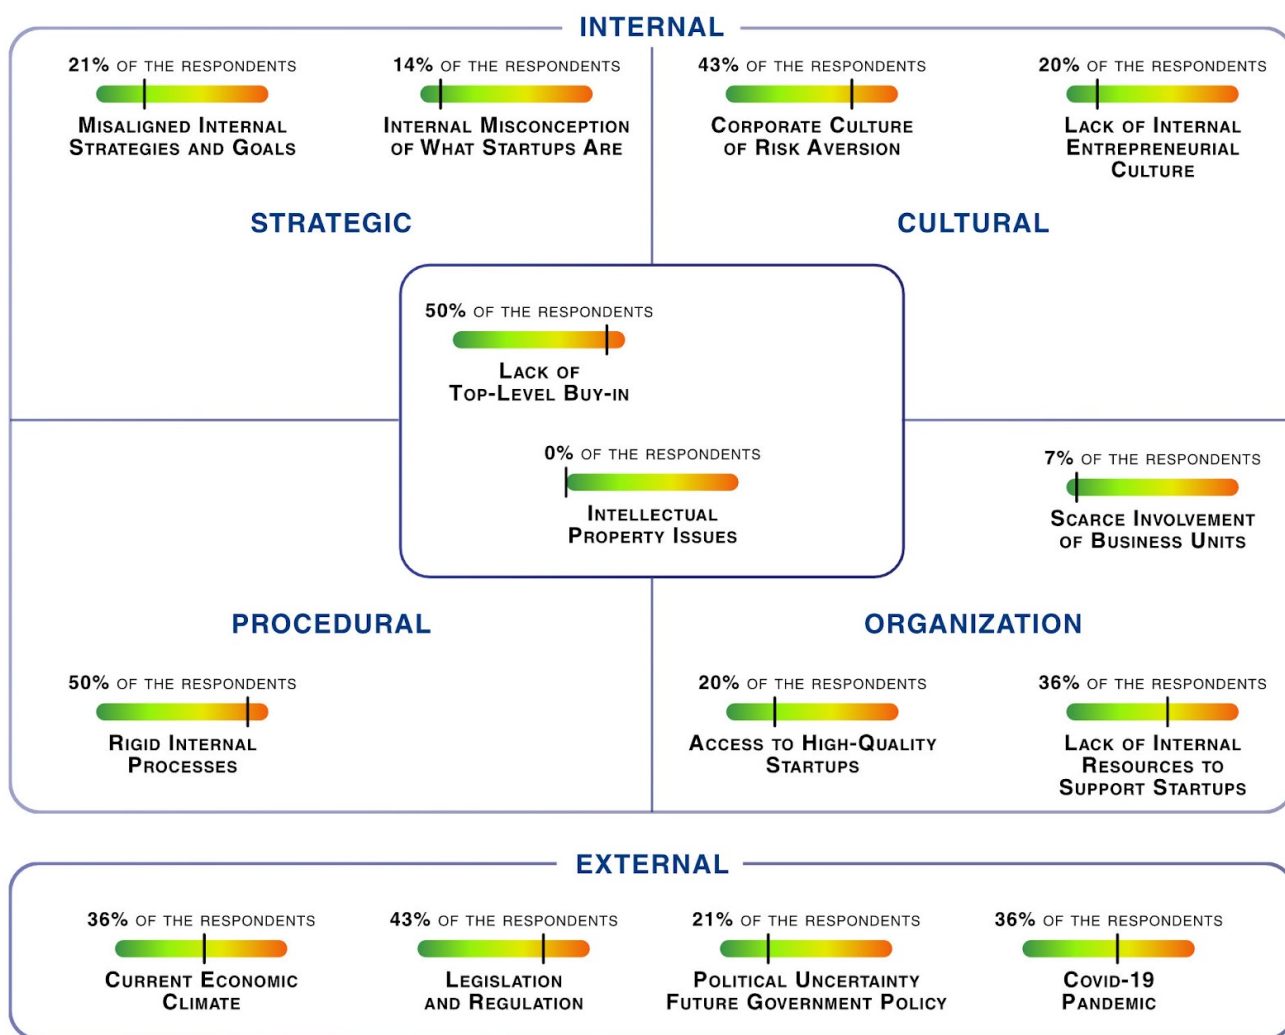 INTERNAL
21% OF THE RESPONDENTS
MISALIGNED INTERNAL
STRATEGIES AND GOALS
14% OF THE RESPONDENTS
INTERNAL MISCONCEPTION
OF WHAT STARTUPS ARE
43% OF THE RESPONDENTS
CORPORATE CULTURE
OF RISK AVERSION
20% OF THE RESPONDENTS
LACK OF INTERNAL
ENTREPRENEURIAL
CULTURE
STRATEGIC
CULTURAL
50% OF THE RESPONDENTS
LACK OF
TOP-LEVEL BUY-IN
0% OF THE RESPONDENTS
INTELLECTUAL
PROPERTY ISSUES
7% OF THE RESPONDENTS
SCARCE INVOLVEMENT
OF BUSINESS UNITS
PROCEDURAL
ORGANIZATION
50% OF THE RESPONDENTS
RIGID INTERNAL
PROCESSES
20% OF THE RESPONDENTS
ACCESS TO HIGH-QUALITY
STARTUPS
36% OF THE RESPONDENTS
LACK OF INTERNAL
RESOURCES TO
SUPPORT STARTUPS
EXTERNAL
36% OF THE RESPONDENTS
CURRENT ECONOMIC
CLIMATE
43% OF THE RESPONDENTS
LEGISLATION
AND REGULATION
21% OF THE RESPONDENTS
POLITICAL UNCERTAINTY
FUTURE GOVERNMENT POLICY
36% OF THE RESPONDENTS
COVID-19
PANDEMIC